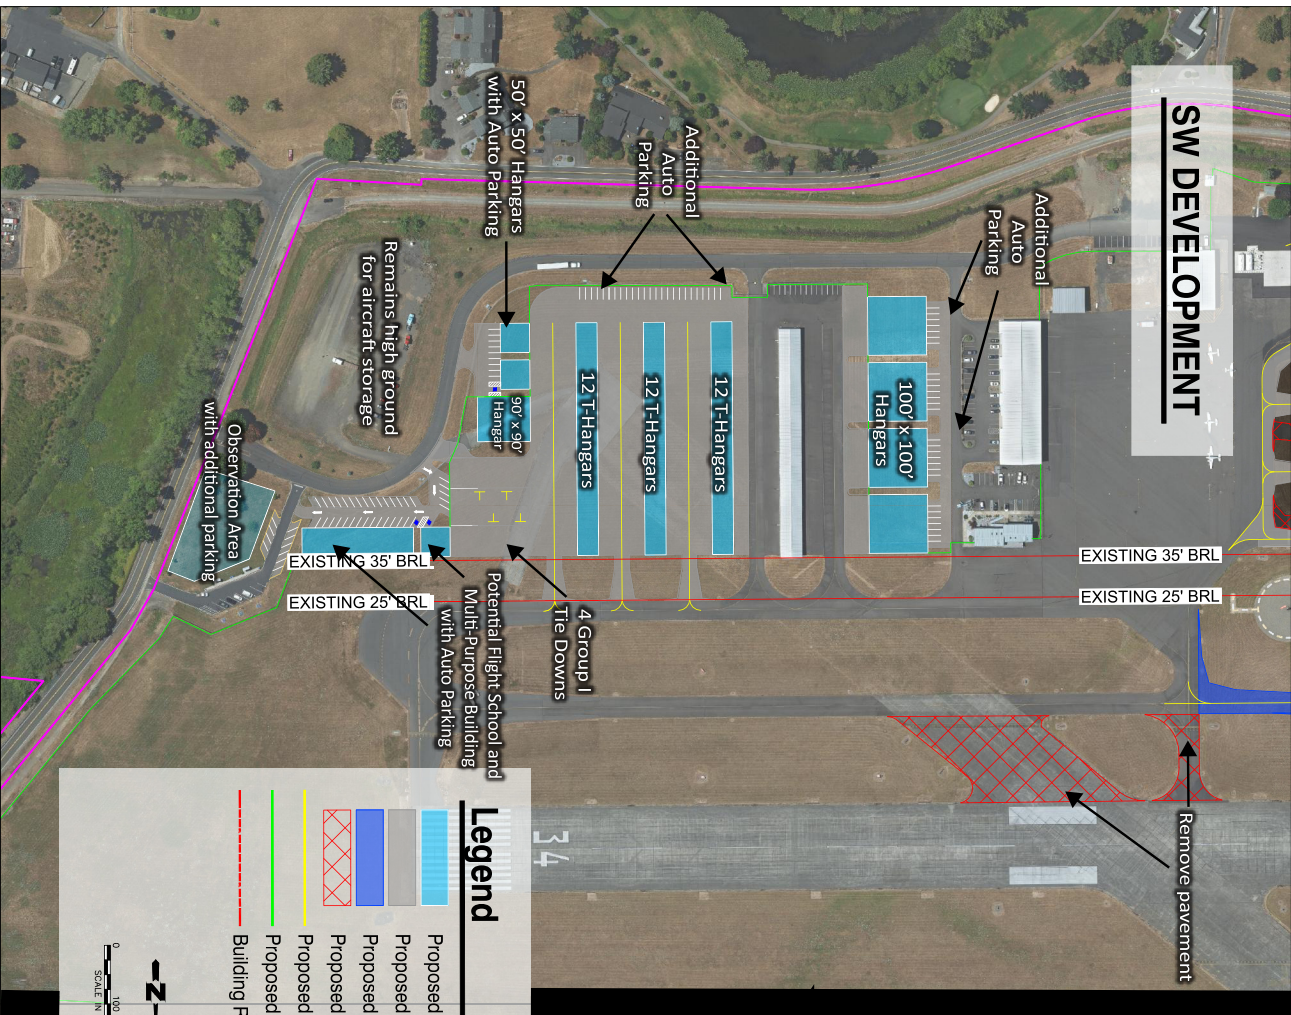 SW DEVELOPMENT
50' x 50' Hangars
with Auto Parking
Additional
Auto
Parking
Additional
Auto
Parking
Remains high ground
for aircraft storage
90' x 90'
Hangar
12 T-Hangars
12 T-Hangars
12 T-Hangars
100' x 100'
Hangars
Observation Area
with additional parking
EXISTING 35' BRL
EXISTING 25' BRL
EXISTING 35' BRL
EXISTING 25' BRL
4 Group I
Tie Downs
Potential Flight School and
Multi-Purpose Building
with Auto Parking
Remove pavement
34
Legend
Proposed
Proposed
Proposed
Proposed
Proposed
Proposed
Building
N
0
100
SCALE IN